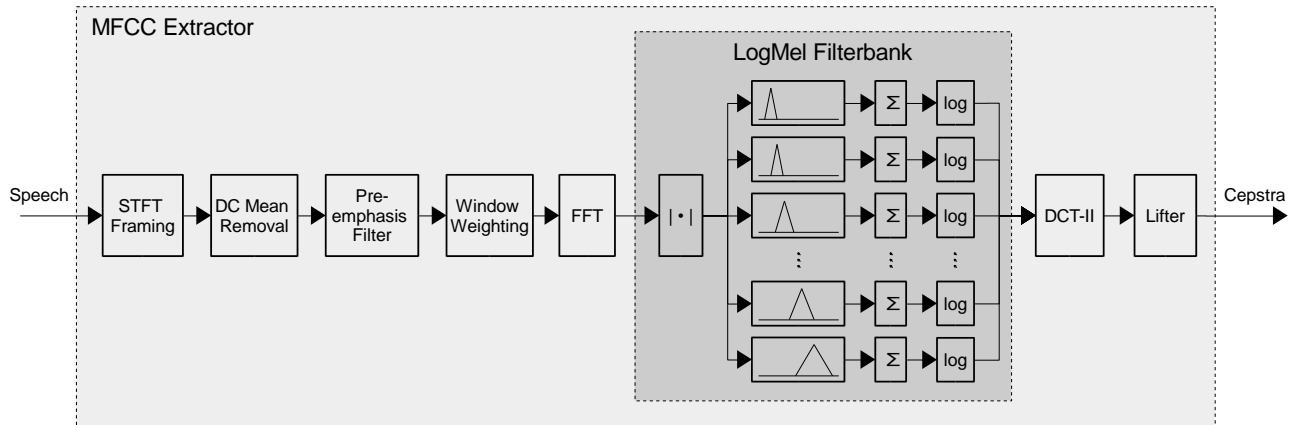 MFCC Extractor
LogMel Filterbank
Speech
STFT
Framing
DC Mean
Removal
Pre-
emphasis
Filter
Window
Weighting
FFT
| • |
Σ
log
Σ
log
Σ
log
⋮
⋮
⋮
Σ
log
Σ
log
DCT-II
Lifter
Cepstra